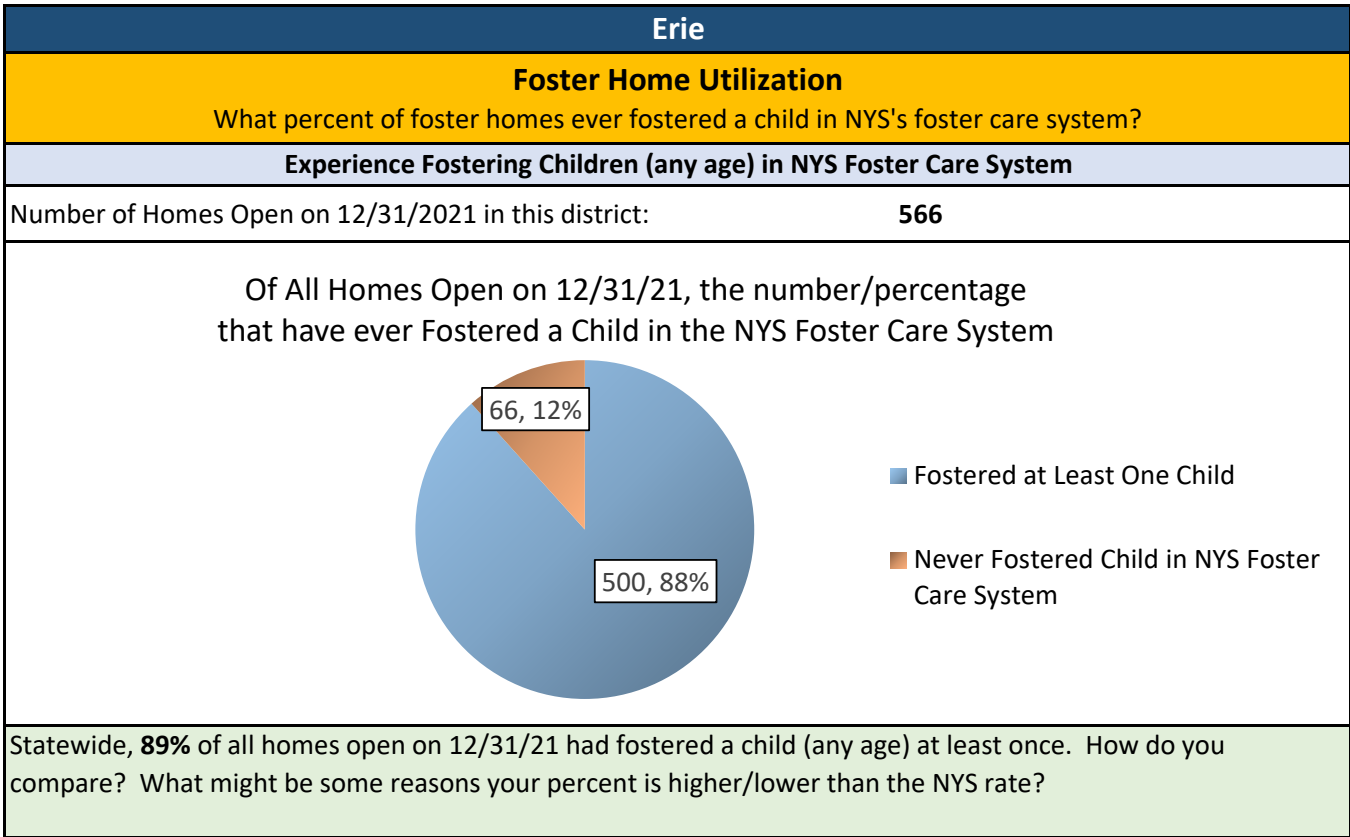 Erie
Foster Home Utilization
What percent of foster homes ever fostered a child in NYS's foster care system?
Experience Fostering Children (any age) in NYS Foster Care System
Number of Homes Open on 12/31/2021 in this district: 566
Of All Homes Open on 12/31/21, the number/percentage
that have ever Fostered a Child in the NYS Foster Care System
66, 12%
500, 88%
Fostered at Least One Child
Never Fostered Child in NYS Foster
Care System
Statewide, 89% of all homes open on 12/31/21 had fostered a child (any age) at least once.  How do you
compare?  What might be some reasons your percent is higher/lower than the NYS rate?